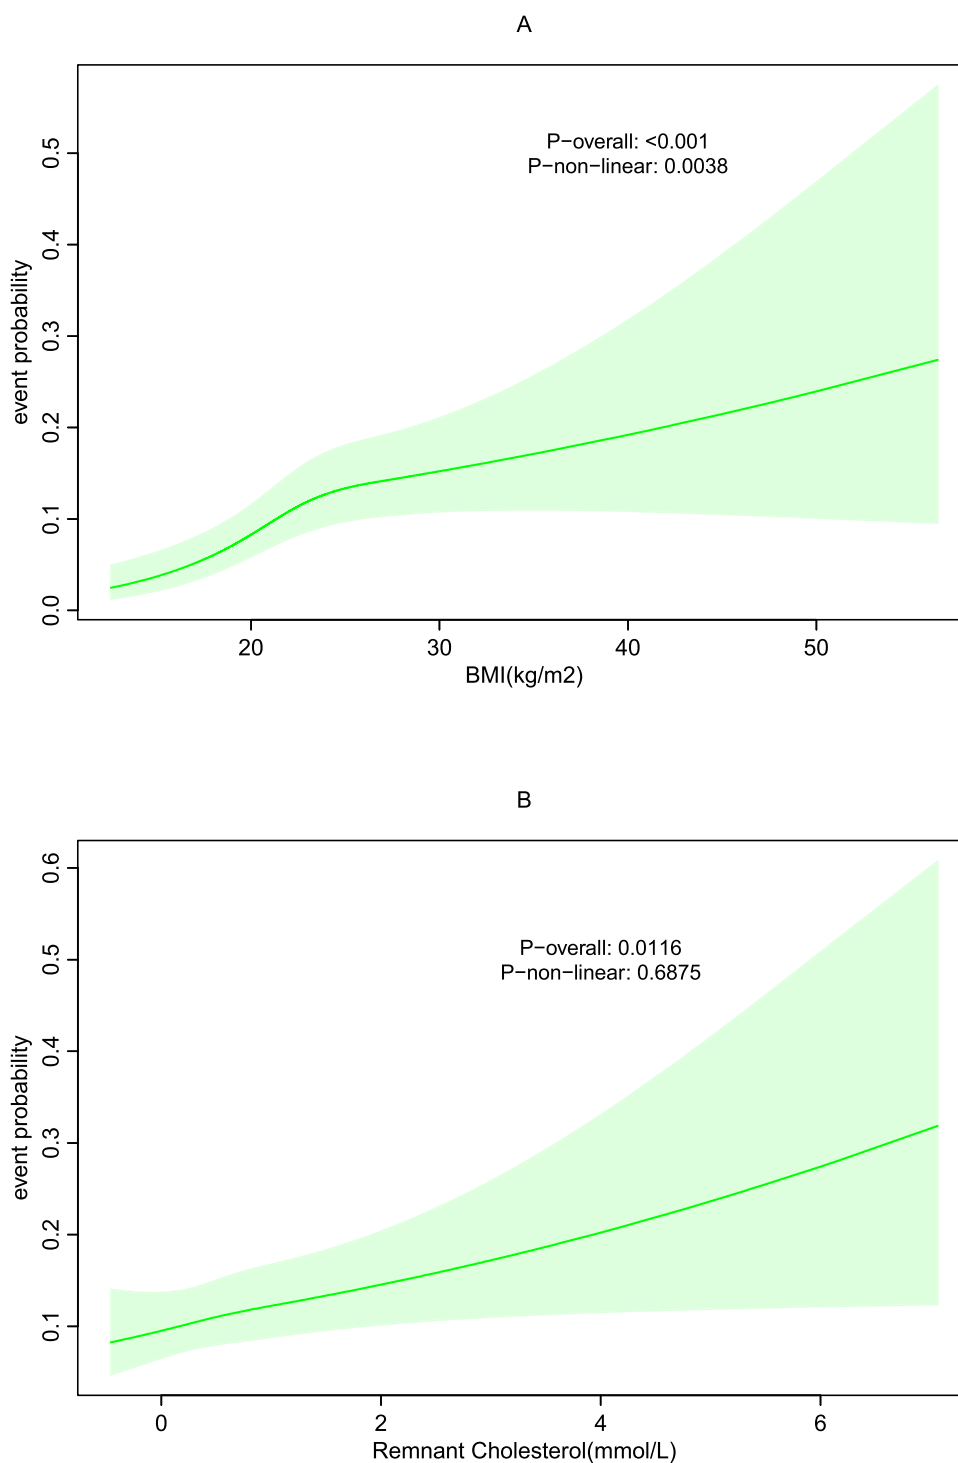 A
P−overall: <0.001
P−non−linear: 0.0038
event probability
0.5
0.4
0.3
0.2
0.1
0.0
20 30 40 50
BMI(kg/m2)
B
P−overall: 0.0116
P−non−linear: 0.6875
event probability
0.6
0.5
0.4
0.3
0.2
0.1
0 2 4 6
Remnant Cholesterol(mmol/L)